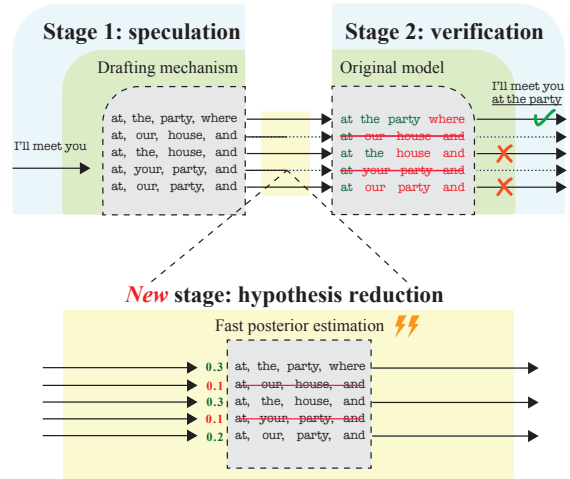 Stage 1: speculation
Stage 2: verification
Drafting mechanism
Original model
I'll meet you
at the party
I'll meet you
at, the, party, where
at, our, house, and
at, the, house, and
at, your, party, and
at, our, party, and
at the party where
at our house and
at the house and
at your party and
at our party and
New stage: hypothesis reduction
Fast posterior estimation
0.3 at, the, party, where
0.1 at, our, house, and
0.3 at, the, house, and
0.1 at, your, party, and
0.2 at, our, party, and